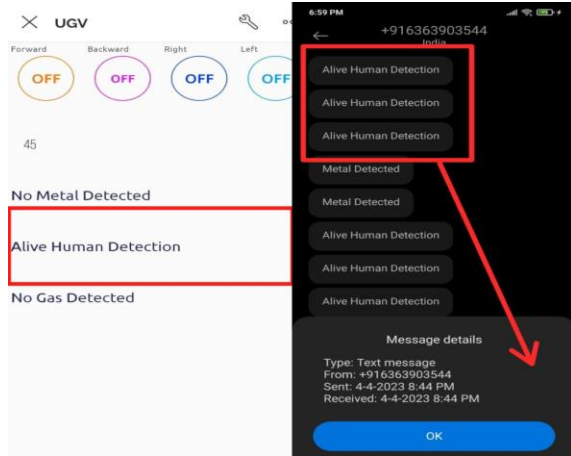 UGV
Forward Backward Right Left
OFF OFF OFF OFF
45
No Metal Detected
Alive Human Detection
No Gas Detected
6:59 PM
+916363903544
India
Alive Human Detection
Alive Human Detection
Alive Human Detection
Metal Detected
Metal Detected
Alive Human Detection
Alive Human Detection
Alive Human Detection
Message details
Type: Text message
From: +916363903544
Sent: 4-4-2023 8:44 PM
Received: 4-4-2023 8:44 PM
OK